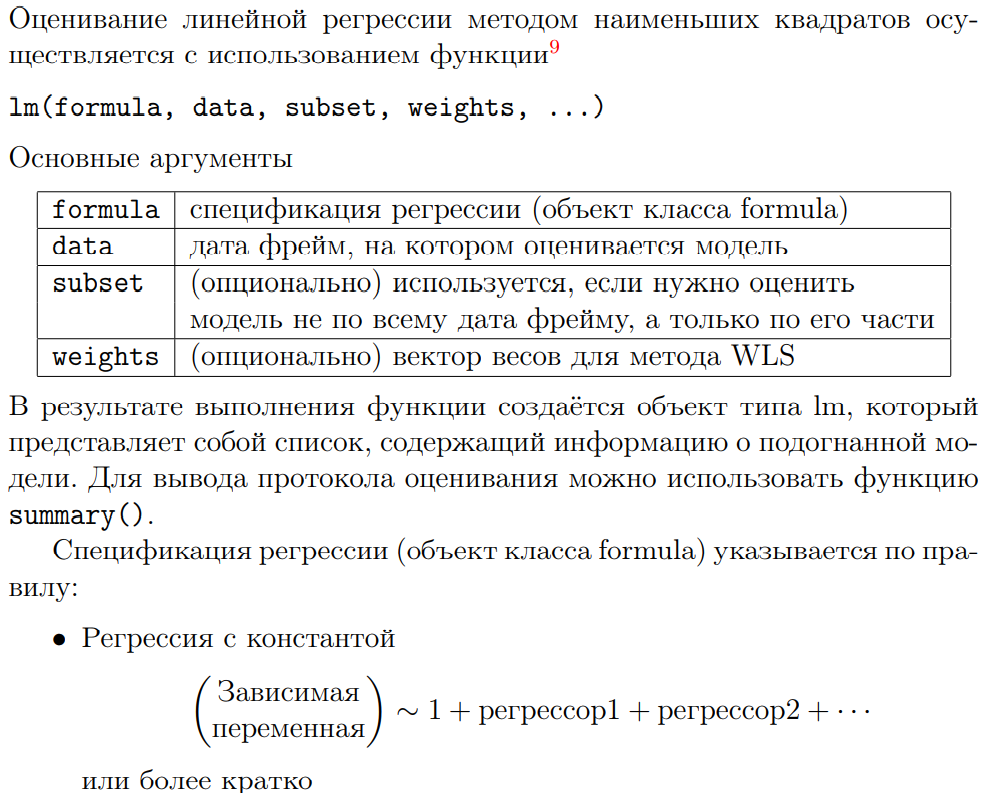 Оценивание линейной регрессии методом наименьших квадратов осу-
ществляется с использованием функции9
lm(formula, data, subset, weights, ...)
Основные аргументы
formula спецификация регрессии (объект класса formula)
data дата фрейм, на котором оценивается модель
subset (опционально) используется, если нужно оценить
модель не по всему дата фрейму, а только по его части
weights (опционально) вектор весов для метода WLS
В результате выполнения функции создаётся объект типа lm, который
представляет собой список, содержащий информацию о подогнанной мо-
дели. Для вывода протокола оценивания можно использовать функцию
summary().
Спецификация регрессии (объект класса formula) указывается по пра-
вилу:
• Регрессия с константой
(Зависимая
переменная) ∼ 1 + регрессор1 + регрессор2 + ···
или более кратко